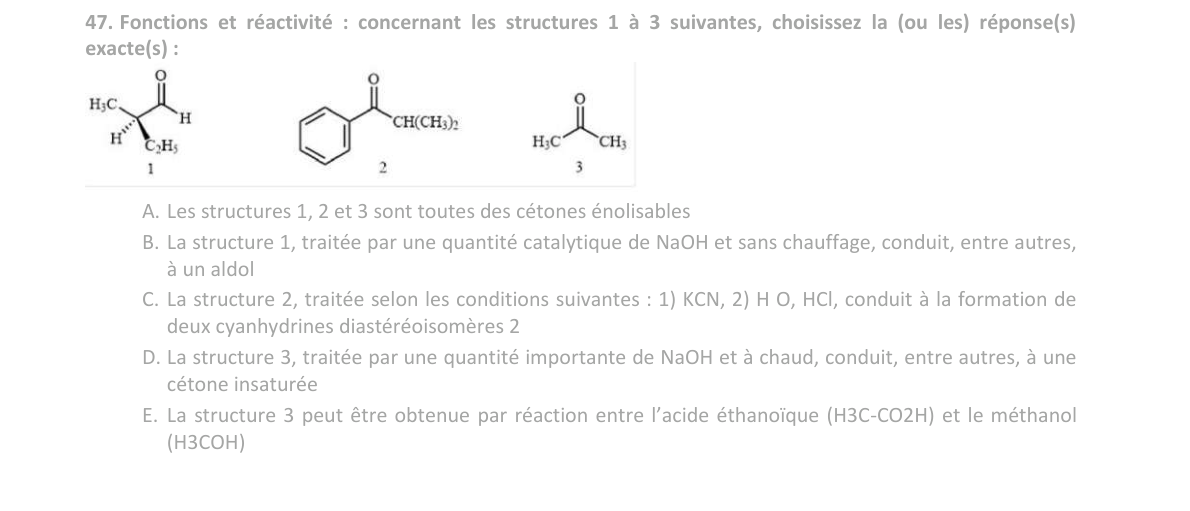 47. Fonctions et réactivité : concernant les structures 1 à 3 suivantes, choisissez la (ou les) réponse(s)
exacte(s) :
O
H₃C
H
H
C₂H₅
1
O
CH(CH₃)₂
2
O
H₃C
CH₃
3
A. Les structures 1, 2 et 3 sont toutes des cétones énolisables
B. La structure 1, traitée par une quantité catalytique de NaOH et sans chauffage, conduit, entre autres,
à un aldol
C. La structure 2, traitée selon les conditions suivantes : 1) KCN, 2) H O, HCl, conduit à la formation de
deux cyanhydrines diastéréoisomères 2
D. La structure 3, traitée par une quantité importante de NaOH et à chaud, conduit, entre autres, à une
cétone insaturée
E. La structure 3 peut être obtenue par réaction entre l’acide éthanoïque (H3C-CO2H) et le méthanol
(H3COH)